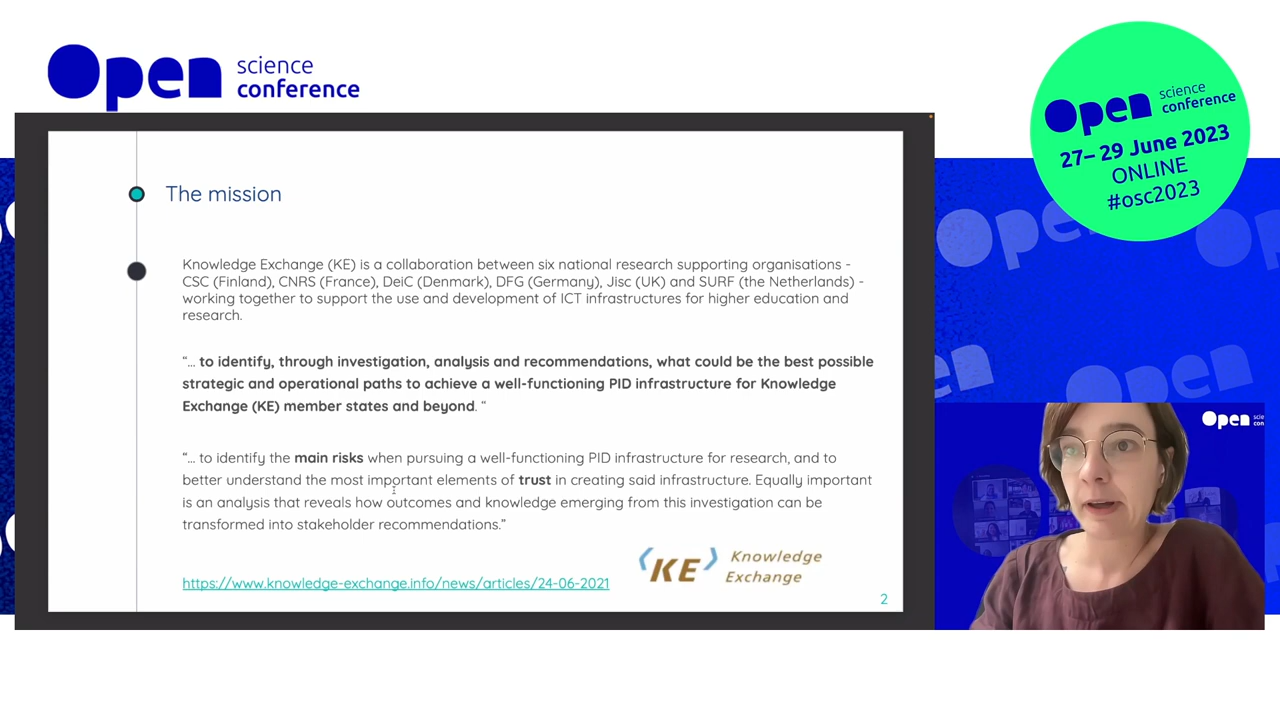 Open science
conference
Open science
conference
27– 29 June 2023
ONLINE
#osc2023
The mission
Knowledge Exchange (KE) is a collaboration between six national research supporting organisations -
CSC (Finland), CNRS (France), DeiC (Denmark), DFG (Germany), Jisc (UK) and SURF (the Netherlands) -
working together to support the use and development of ICT infrastructures for higher education and
research.
“... to identify, through investigation, analysis and recommendations, what could be the best possible
strategic and operational paths to achieve a well-functioning PID infrastructure for Knowledge
Exchange (KE) member states and beyond. “
“... to identify the main risks when pursuing a well-functioning PID infrastructure for research, and to
better understand the most important elements of trust in creating said infrastructure. Equally important
is an analysis that reveals how outcomes and knowledge emerging from this investigation can be
transformed into stakeholder recommendations.”
https://www.knowledge-exchange.info/news/articles/24-06-2021
KE Knowledge
Exchange
2
Open scie
con